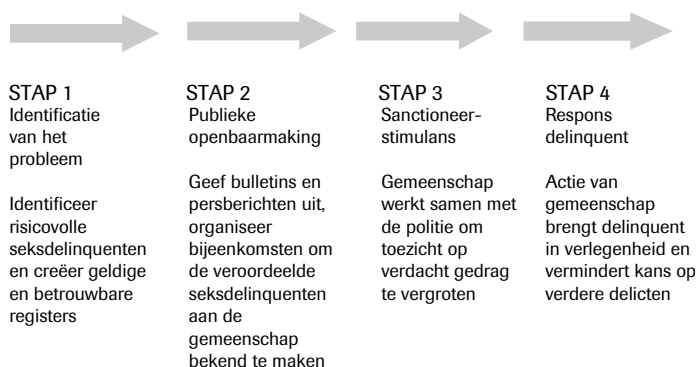 STAP 1
Identificatie
van het
probleem
Identificeer
risicovolle
seksdelinquenten
en creëer geldige
en betrouwbare
registers
STAP 2
Publieke
openbaarmaking
Geef bulletins en
persberichten uit,
organiseer
bijeenkomsten om
de veroordeelde
seksdelinquenten
aan de
gemeenschap
bekend te maken
STAP 3
Sanctioneer-
stimulans
Gemeenschap
werkt samen met
de politie om
toezicht op
verdacht gedrag
te vergroten
STAP 4
Respons
delinquent
Actie van
gemeenschap
brengt delinquent
in verlegenheid en
vermindert kans op
verdere delicten